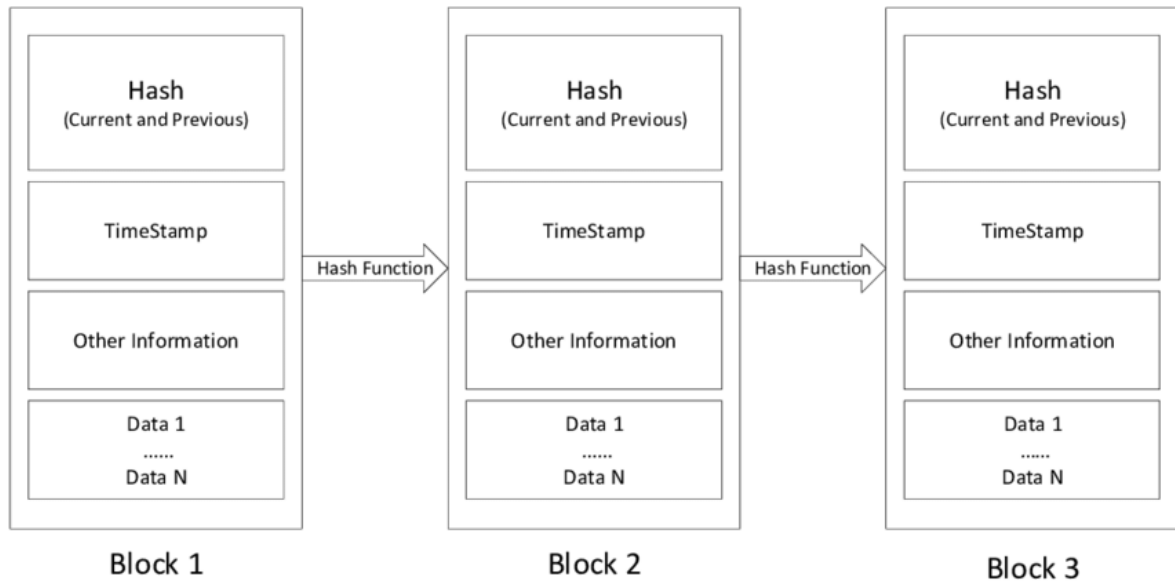 Hash
(Current and Previous)
TimeStamp
Other Information
Data 1
......
Data N
Block 1
Hash Function
Hash
(Current and Previous)
TimeStamp
Other Information
Data 1
......
Data N
Block 2
Hash Function
Hash
(Current and Previous)
TimeStamp
Other Information
Data 1
......
Data N
Block 3